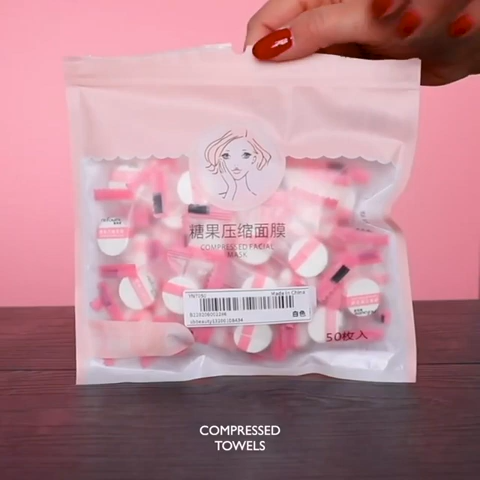 糖果压缩面膜
COMPRESSED FACIAL
MASK
Made In China
白色
50枚入
COMPRESSED
TOWELS